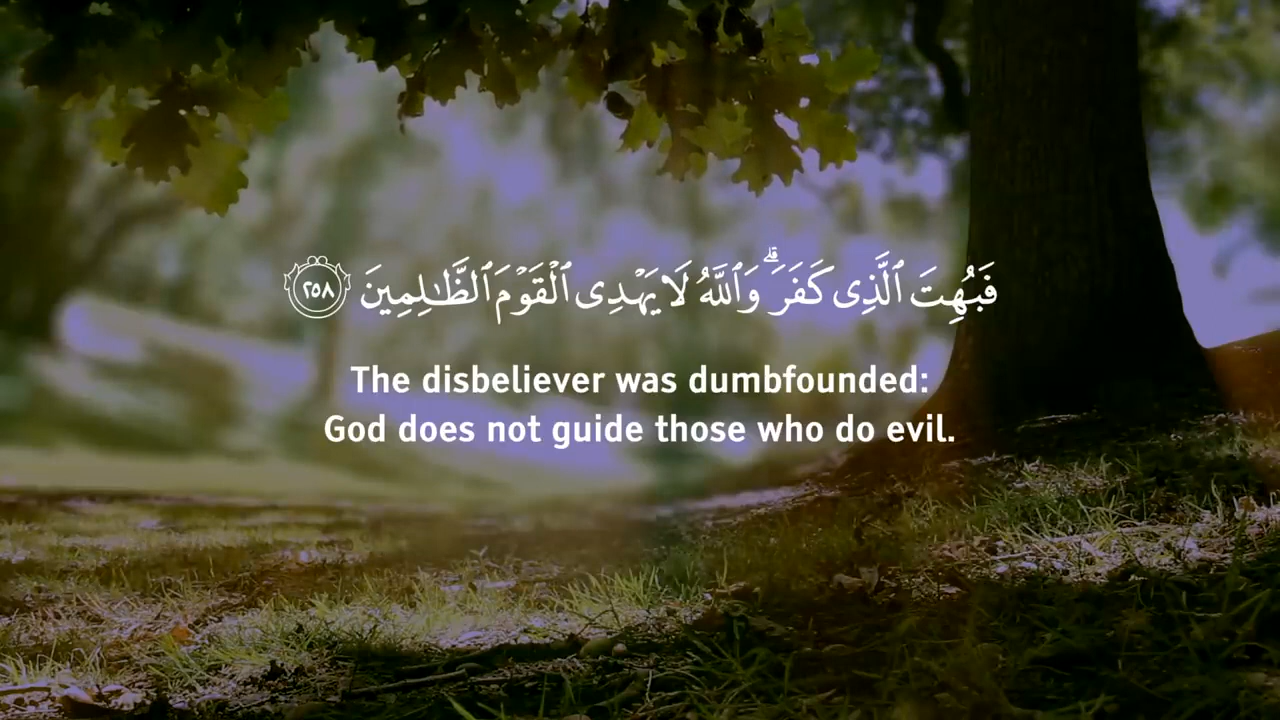 فَبُهِتَ ٱلَّذِى كَفَرَ ۗ وَٱللَّهُ لَا يَهْدِى ٱلْقَوْمَ ٱلظَّـٰلِمِينَ ٢٥٨
The disbeliever was dumbfounded:
God does not guide those who do evil.